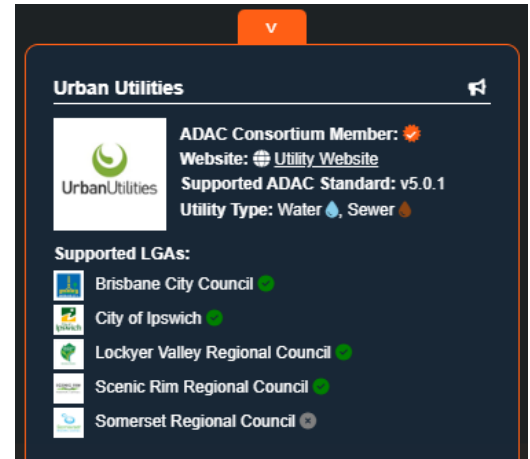 V
Urban Utilities
UrbanUtilities
ADAC Consortium Member:
Website: Utility Website
Supported ADAC Standard: v5.0.1
Utility Type: Water, Sewer
Supported LGAs:
Brisbane City Council
City of Ipswich
Lockyer Valley Regional Council
Scenic Rim Regional Council
Somerset Regional Council